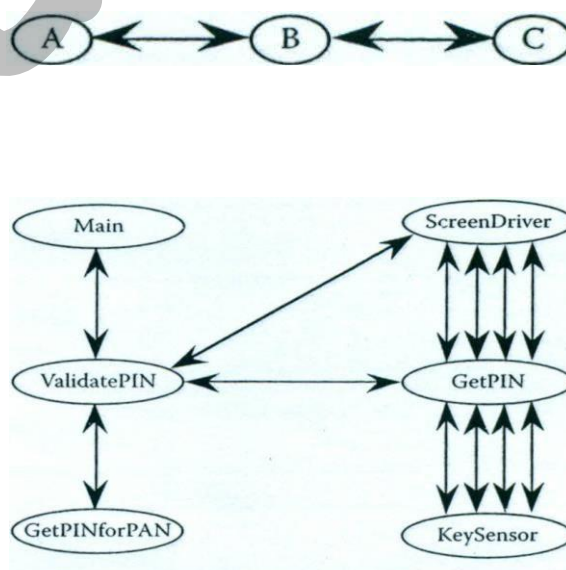 A B C
Main ScreenDriver
ValidatePIN GetPIN
GetPINforPAN KeySensor